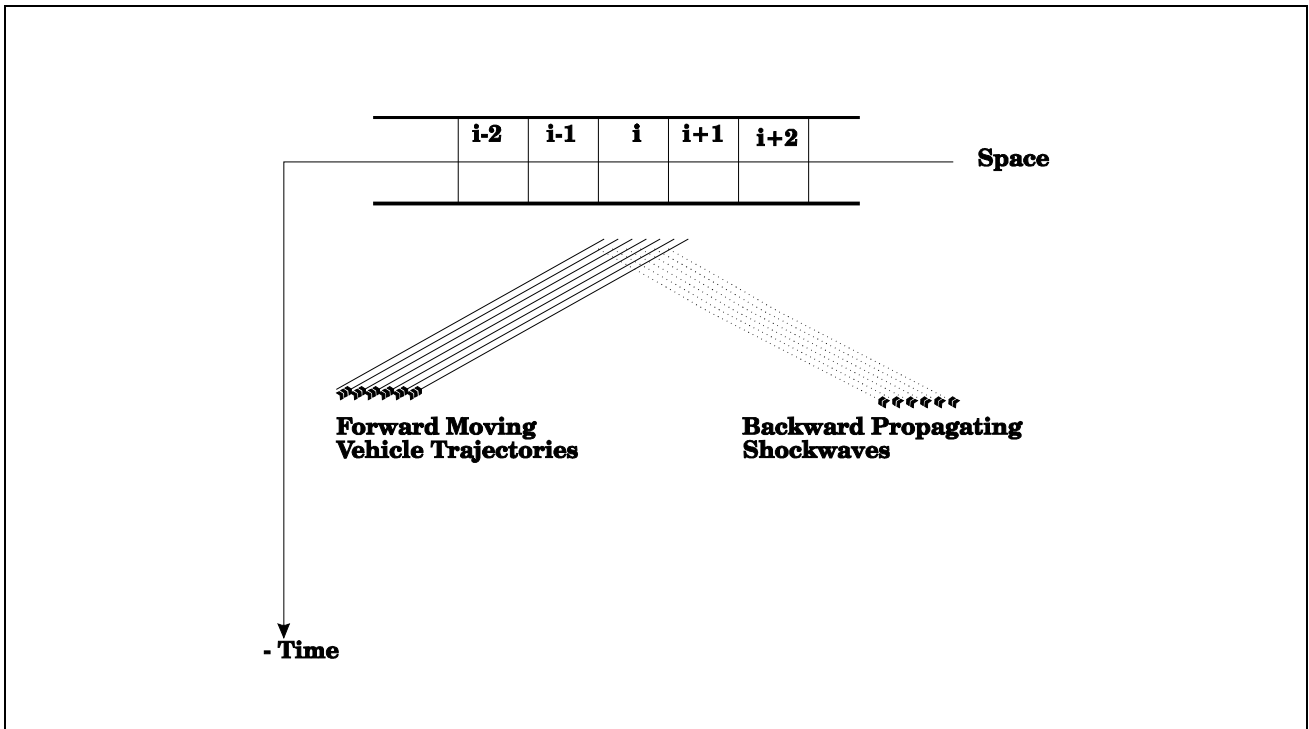 i-2 i-1 i i+1 i+2
Space
Forward Moving
Vehicle Trajectories
Backward Propagating
Shockwaves
- Time